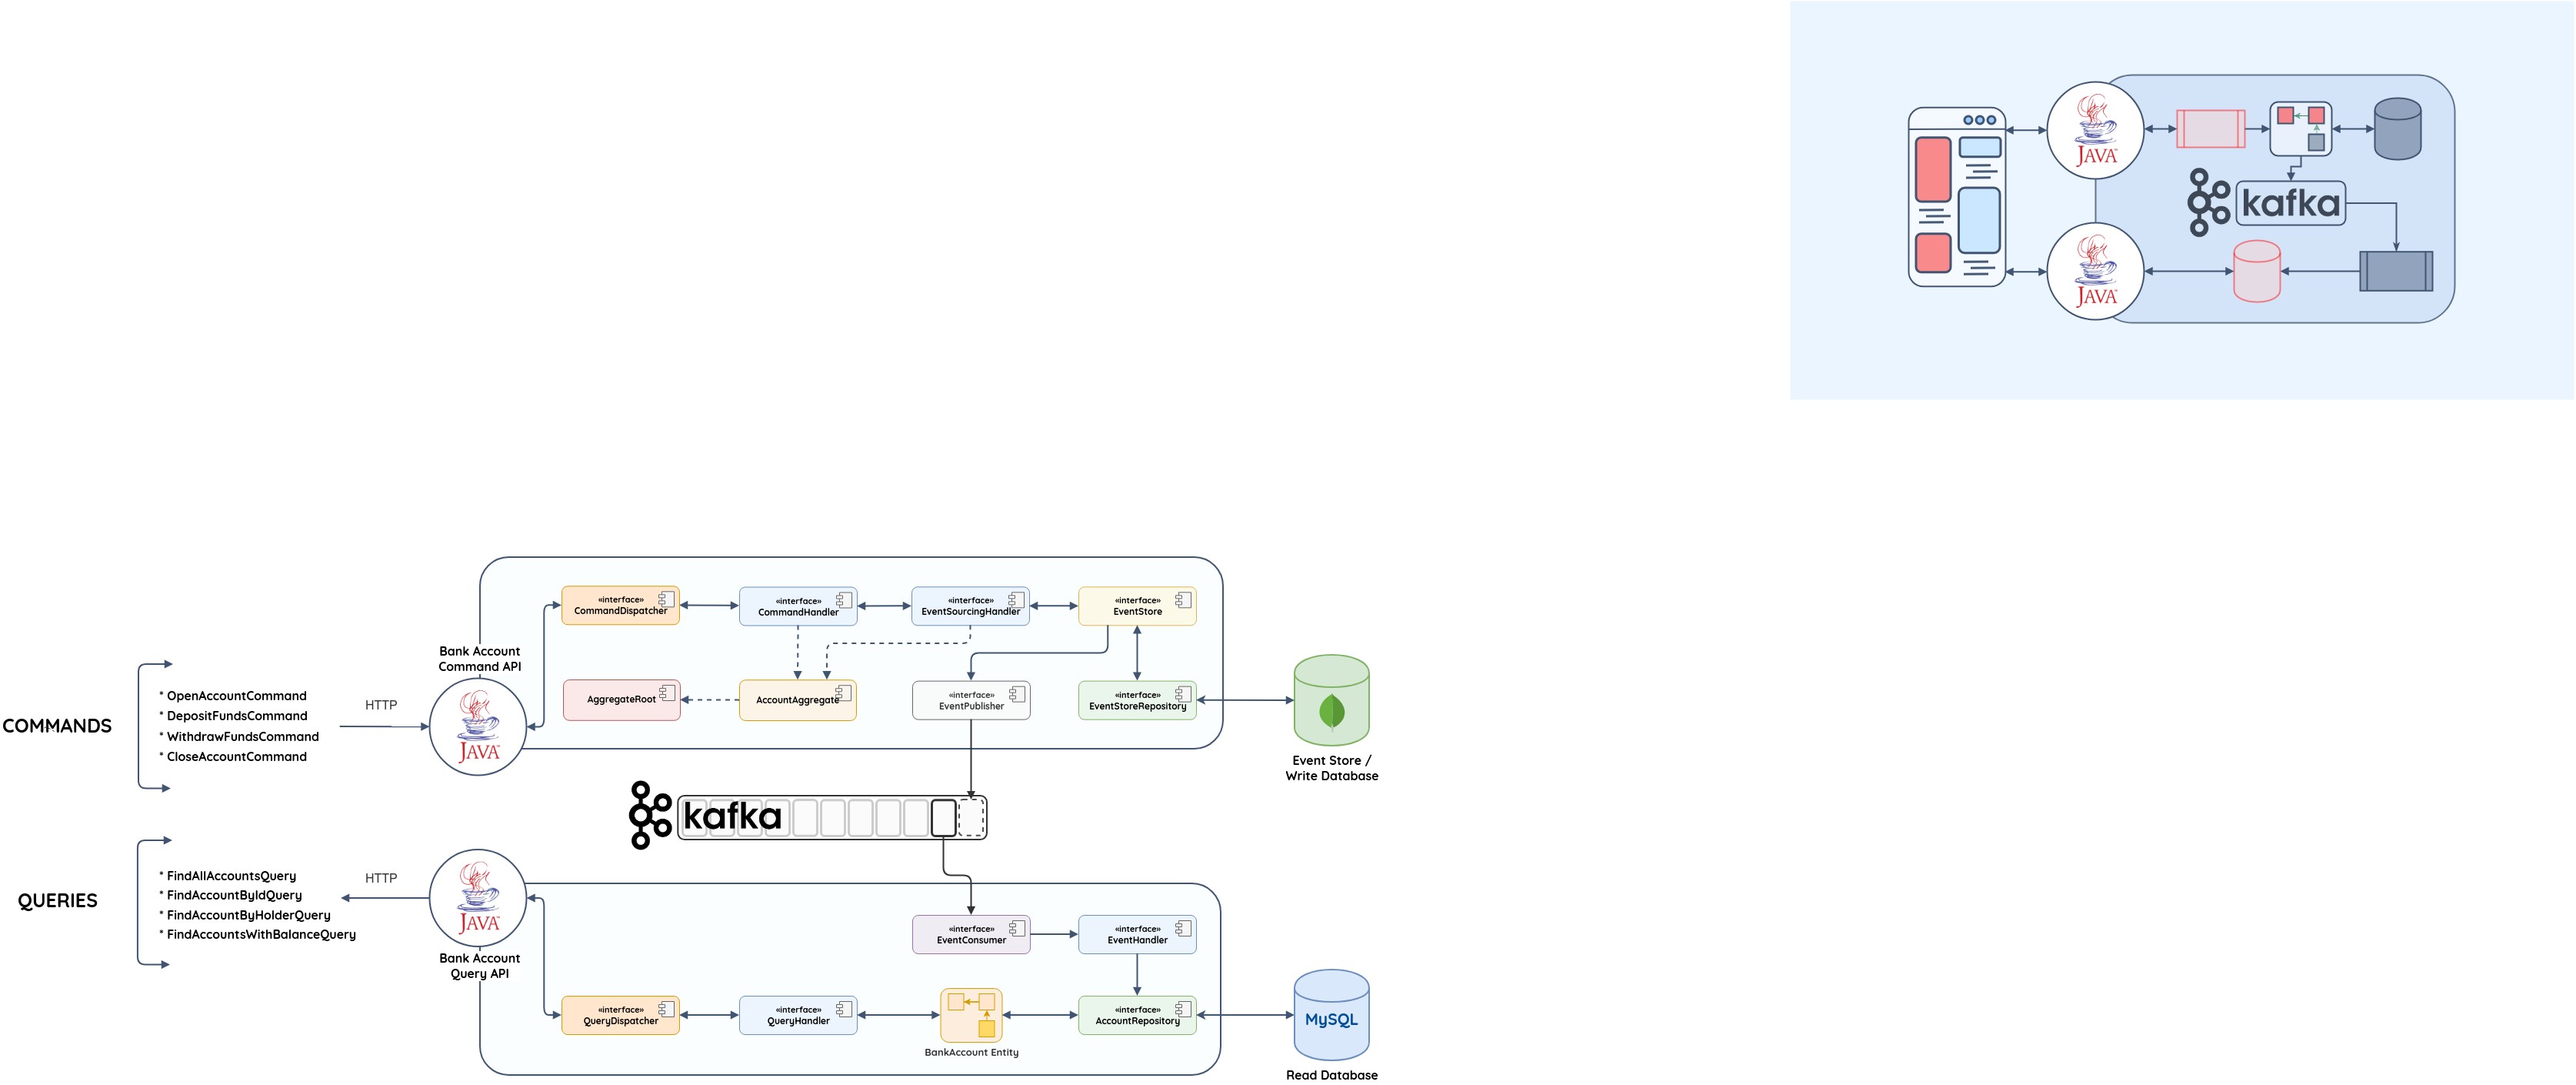 JAVA
kafka
JAVA
«interface»
CommandDispatcher
«interface»
CommandHandler
«interface»
EventSourcingHandler
«interface»
EventStore
Bank Account
Command API
AggregateRoot
AccountAggregate
«interface»
EventPublisher
«interface»
EventStoreRepository
COMMANDS
* OpenAccountCommand
* DepositFundsCommand
* WithdrawFundsCommand
* CloseAccountCommand
HTTP
JAVA
Event Store /
Write Database
kafka
QUERIES
* FindAllAccountsQuery
* FindAccountByIdQuery
* FindAccountByHolderQuery
* FindAccountsWithBalanceQuery
HTTP
JAVA
Bank Account
Query API
«interface»
EventConsumer
«interface»
EventHandler
«interface»
QueryDispatcher
«interface»
QueryHandler
BankAccount Entity
«interface»
AccountRepository
MySQL
Read Database